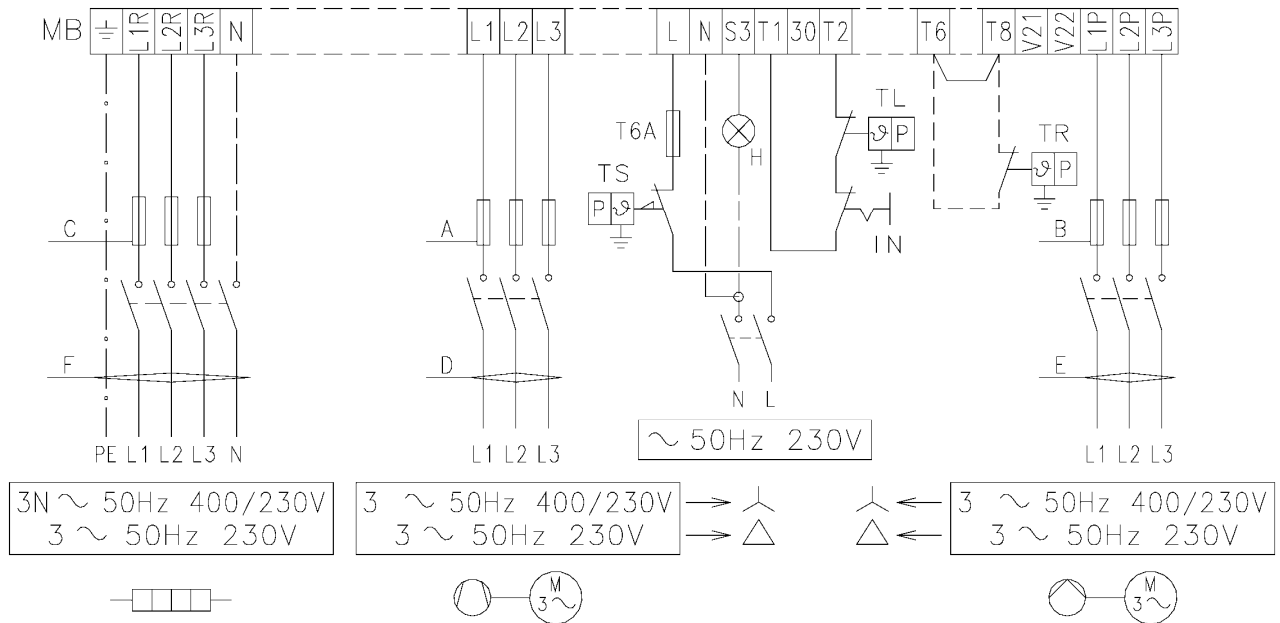 MB ⏚ L1R L2R L3R N L1 L2 L3 L N S3 T1 30 T2 T6 T8 V21 V22 L1P L2P L3P
T6A H TL ϑ P
TS P ϑ TR ϑ P
C A IN B
F D E
N L
PE L1 L2 L3 N L1 L2 L3 ~ 50Hz 230V L1 L2 L3
3N ~ 50Hz 400/230V
3 ~ 50Hz 230V
3 ~ 50Hz 400/230V
3 ~ 50Hz 230V
3 ~ 50Hz 400/230V
3 ~ 50Hz 230V
M
3~
M
3~